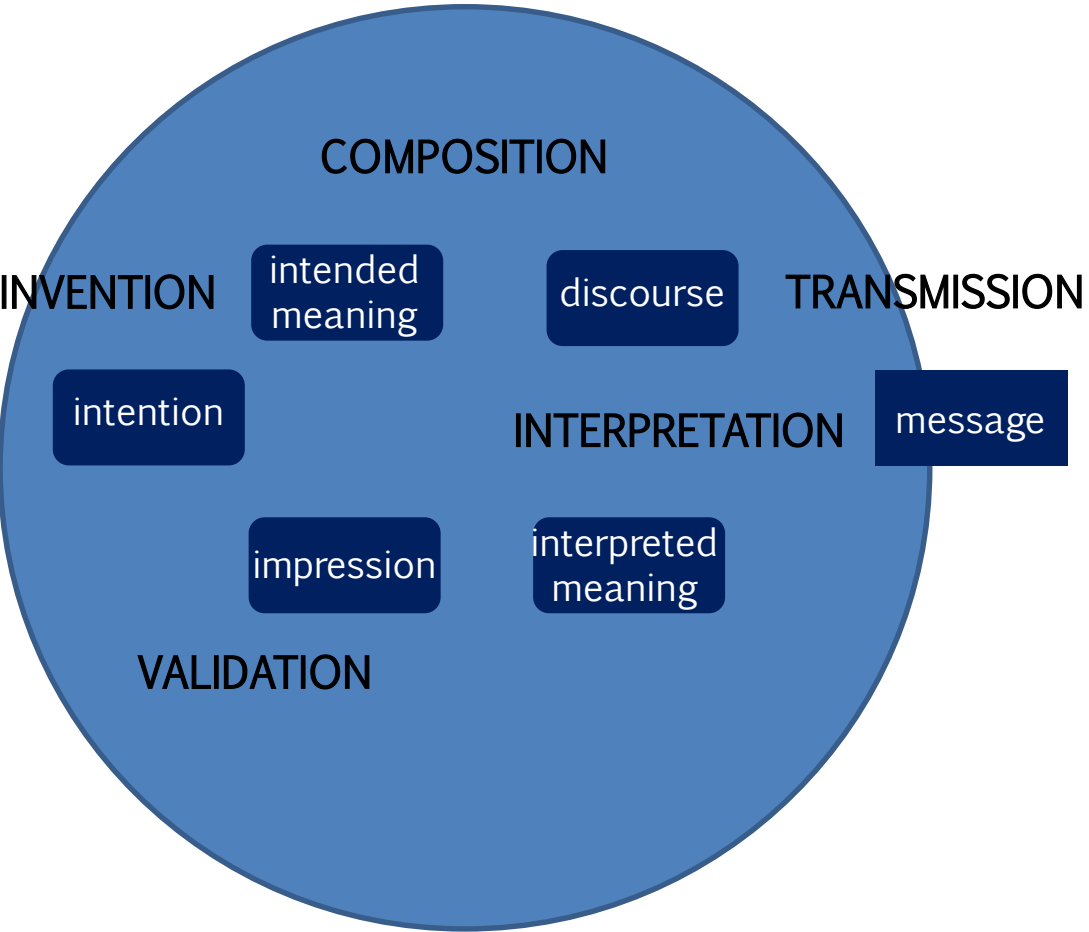 COMPOSITION
INVENTION
intended
meaning
discourse
TRANSMISSION
intention
INTERPRETATION
message
impression
interpreted
meaning
VALIDATION